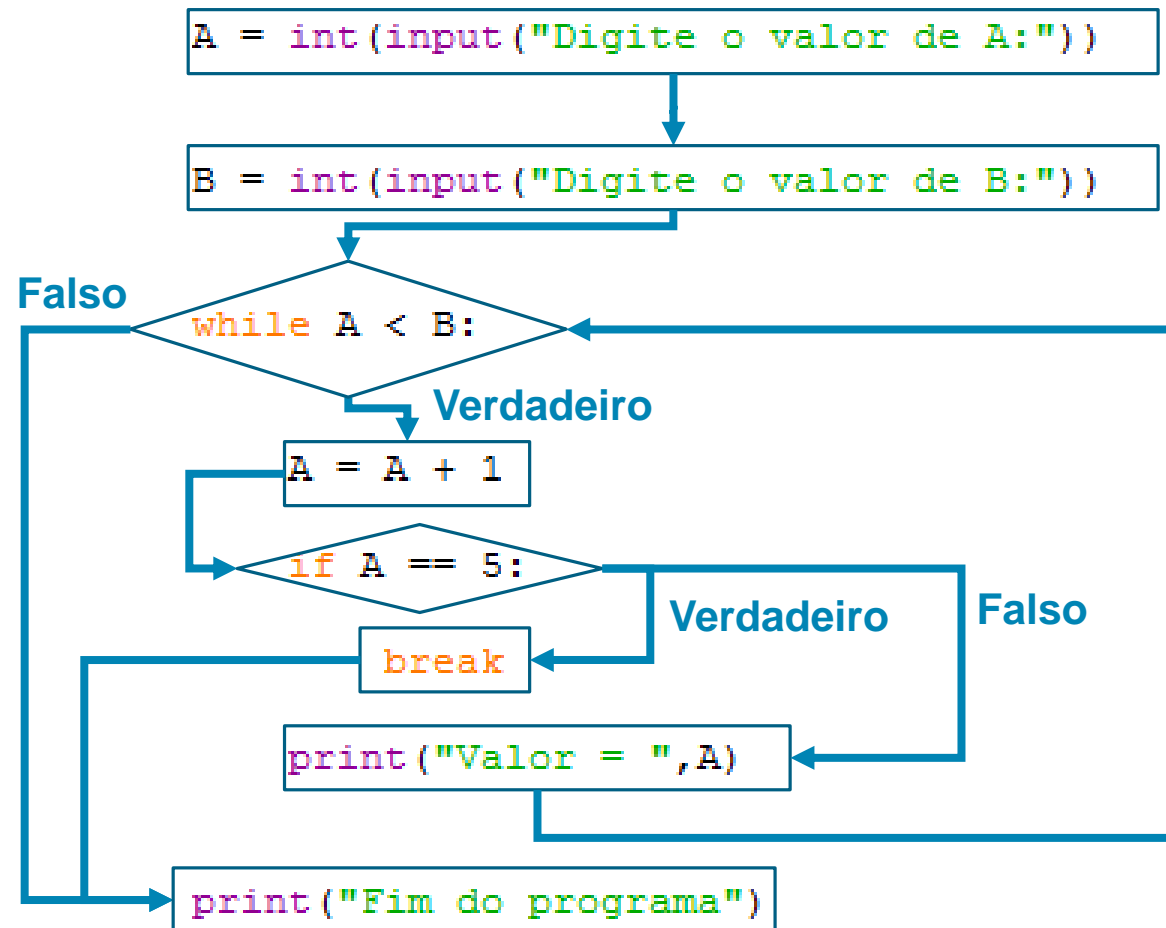 A = int(input("Digite o valor de A:"))
B = int(input("Digite o valor de B:"))
Falso
while A < B:
Verdadeiro
A = A + 1
if A == 5:
Verdadeiro
Falso
break
print("Valor = ",A)
print("Fim do programa")